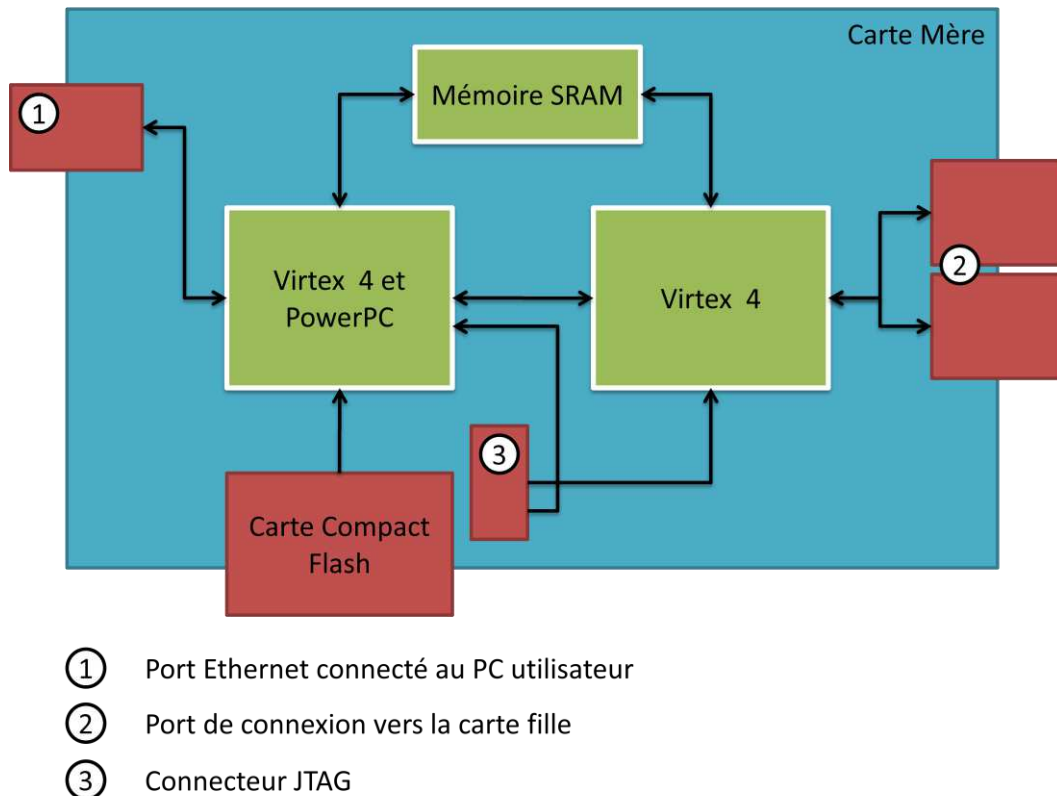 Carte Mère
Mémoire SRAM
1
Virtex 4 et
PowerPC
Virtex 4
2
3
Carte Compact
Flash
1 Port Ethernet connecté au PC utilisateur
2 Port de connexion vers la carte fille
3 Connecteur JTAG